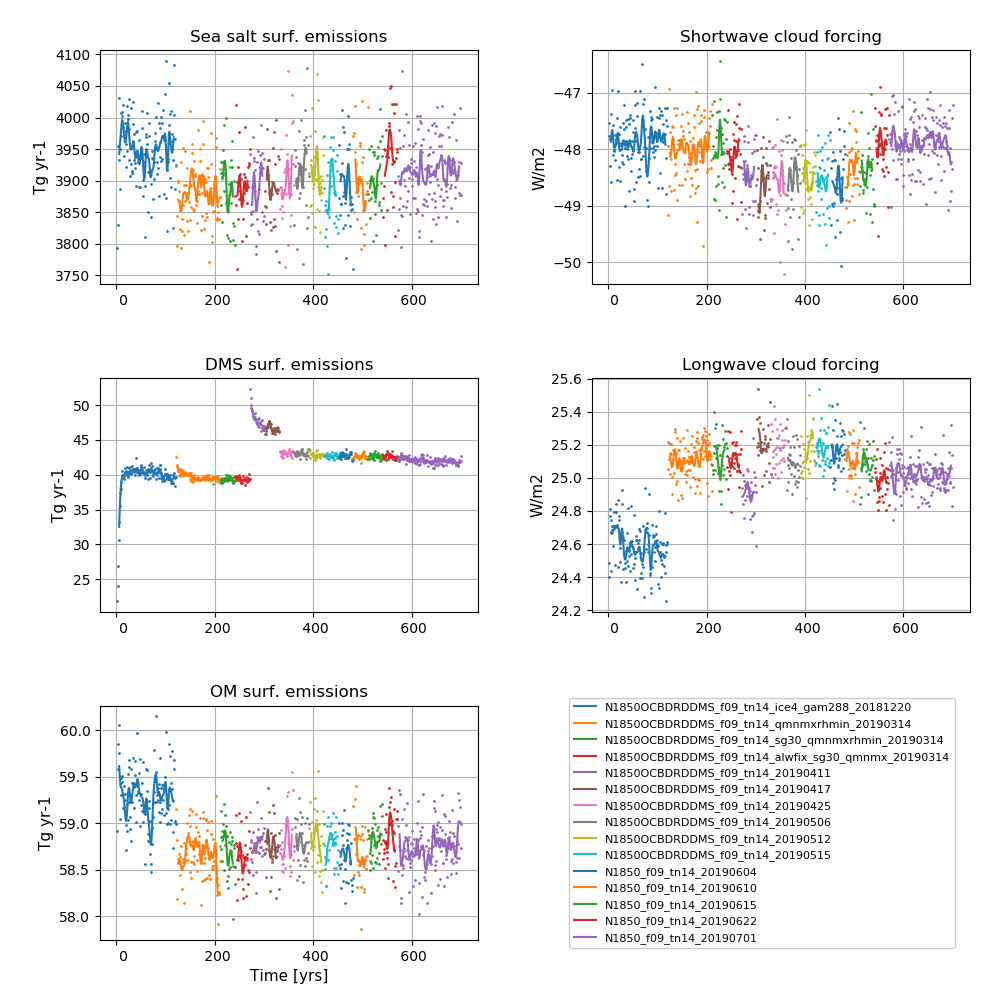 Sea salt surf. emissions
4100
4050
4000
3950
3900
3850
3800
3750
Tg yr-1
0 200 400 600
Shortwave cloud forcing
−47
−48
−49
−50
W/m2
0 200 400 600
DMS surf. emissions
50
45
40
35
30
25
Tg yr-1
0 200 400 600
Longwave cloud forcing
25.6
25.4
25.2
25.0
24.8
24.6
24.4
24.2
W/m2
0 200 400 600
OM surf. emissions
60.0
59.5
59.0
58.5
58.0
Tg yr-1
0 200 400 600
Time [yrs]
N1850OCBDRDDMS_f09_tn14_ice4_gam288_20181220
N1850OCBDRDDMS_f09_tn14_qmnmxrhmin_20190314
N1850OCBDRDDMS_f09_tn14_sg30_qmnmxrhmin_20190314
N1850OCBDRDDMS_f09_tn14_alwfix_sg30_qmnmx_20190314
N1850OCBDRDDMS_f09_tn14_20190411
N1850OCBDRDDMS_f09_tn14_20190417
N1850OCBDRDDMS_f09_tn14_20190425
N1850OCBDRDDMS_f09_tn14_20190506
N1850OCBDRDDMS_f09_tn14_20190512
N1850OCBDRDDMS_f09_tn14_20190515
N1850_f09_tn14_20190604
N1850_f09_tn14_20190610
N1850_f09_tn14_20190615
N1850_f09_tn14_20190622
N1850_f09_tn14_20190701